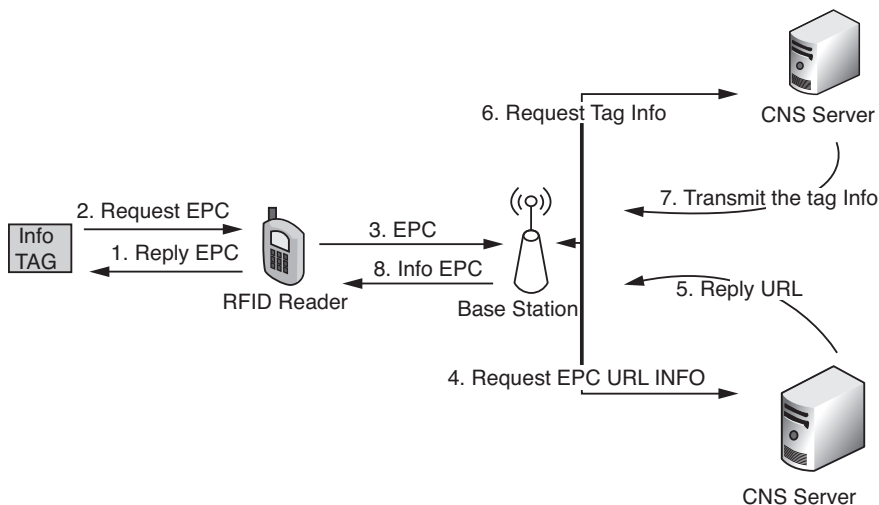 6. Request Tag Info
CNS Server
7. Transmit the tag Info
2. Request EPC
Info
TAG
1. Reply EPC
3. EPC
8. Info EPC
RFID Reader
Base Station
5. Reply URL
4. Request EPC URL INFO
CNS Server